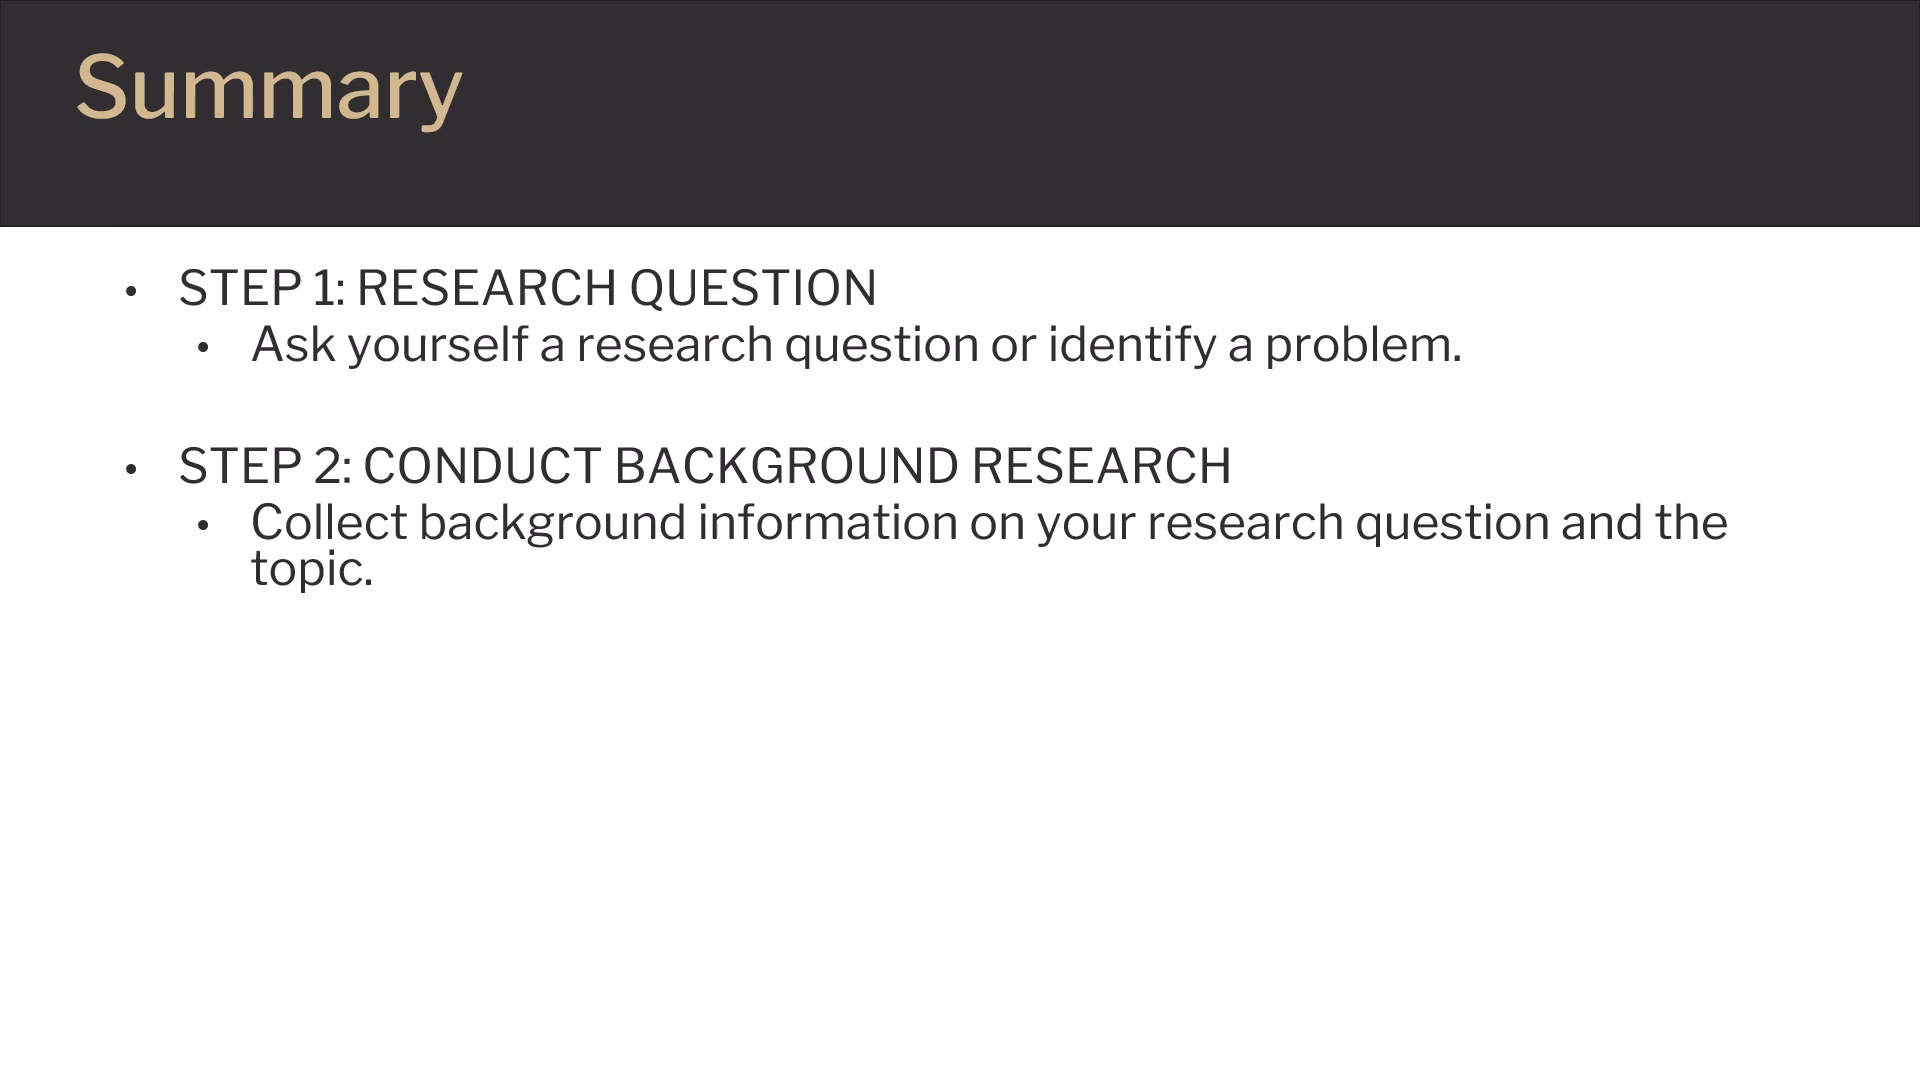 Summary
• STEP 1: RESEARCH QUESTION
• Ask yourself a research question or identify a problem.
• STEP 2: CONDUCT BACKGROUND RESEARCH
• Collect background information on your research question and the
topic.